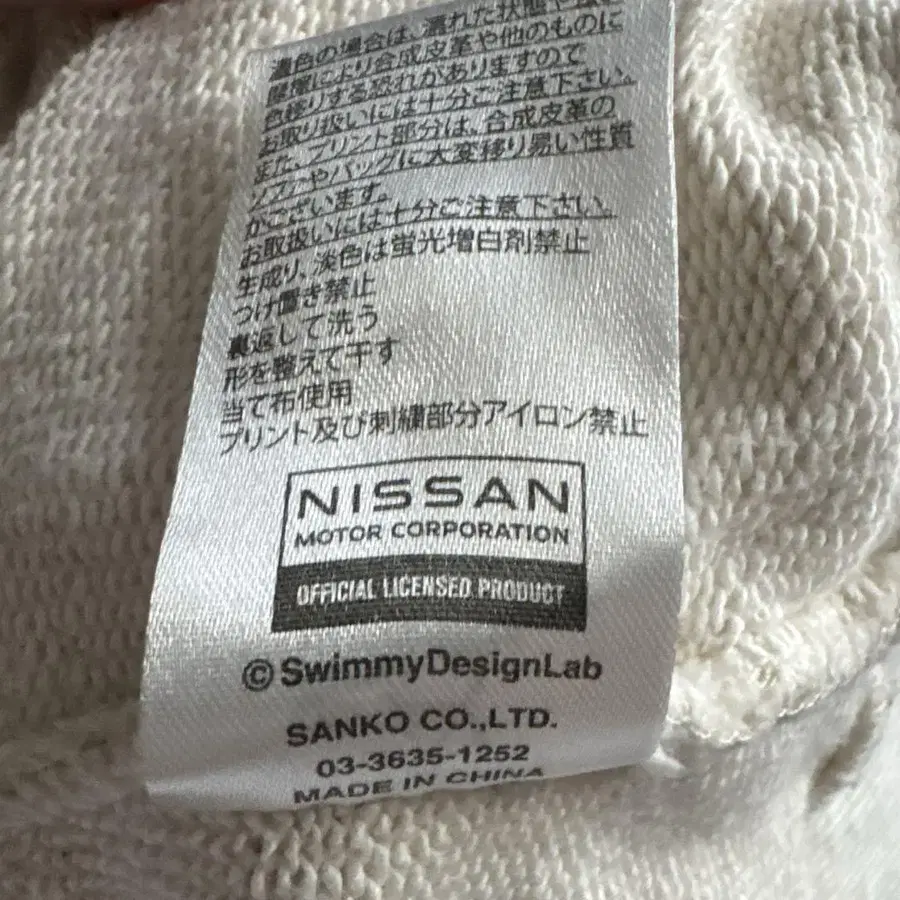 濃色の場合は、濡れた状態や
摩擦により合成皮革や他のものに
色移りする恐れがありますので
お取り扱いには十分ご注意下さい。
また、プリント部分は、合成皮革の
ソファやバッグに大変移り易い性質
がございます。
お取扱いには十分ご注意下さい。
生成り、淡色は蛍光増白剤禁止
つけ置き禁止
裏返して洗う
形を整えて干す
当て布使用
プリント及び刺繍部分アイロン禁止
NISSAN
MOTOR CORPORATION
OFFICIAL LICENSED PRODUCT
©SwimmyDesignLab
SANKO CO.,LTD.
03-3635-1252
MADE IN CHINA